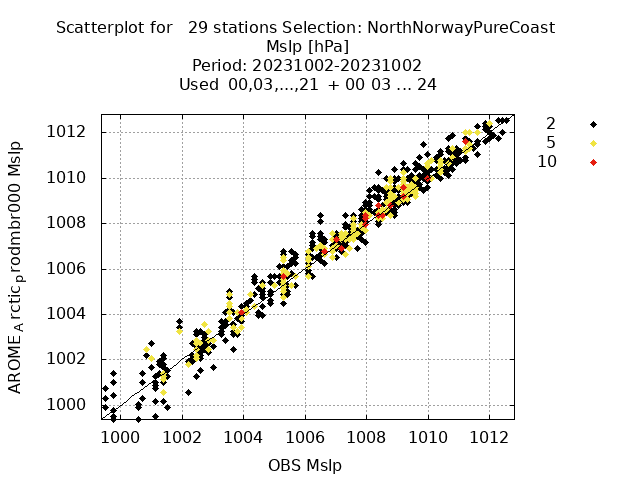 Scatterplot for 29 stations Selection: NorthNorwayPureCoast
Mslp [hPa]
Period: 20231002-20231002
Used 00,03,...,21 + 00 03 ... 24
2
5
10
AROME_Arctic_prodmbr000 Mslp
1012
1010
1008
1006
1004
1002
1000
1000 1002 1004 1006 1008 1010 1012
OBS Mslp